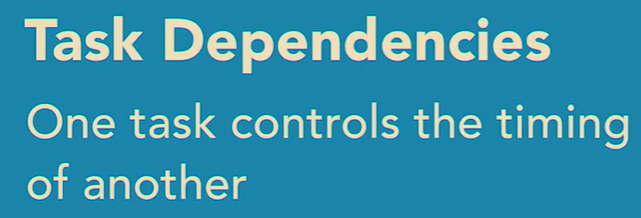 Task Dependencies
One task controls the timing
of another